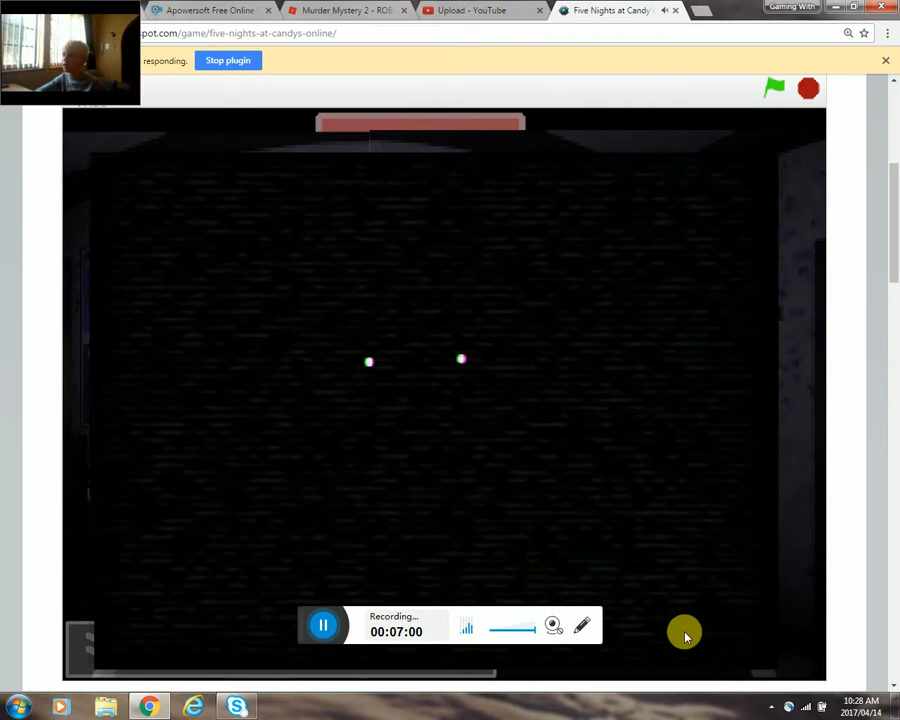 Apowersoft Free Online
Murder Mystery 2 - ROB
Upload - YouTube
Five Nights at Candy's
Gaming With
spot.com/game/five-nights-at-candys-online/
responding.
Stop plugin
Recording...
00:07:00
10:28 AM
2017/04/14